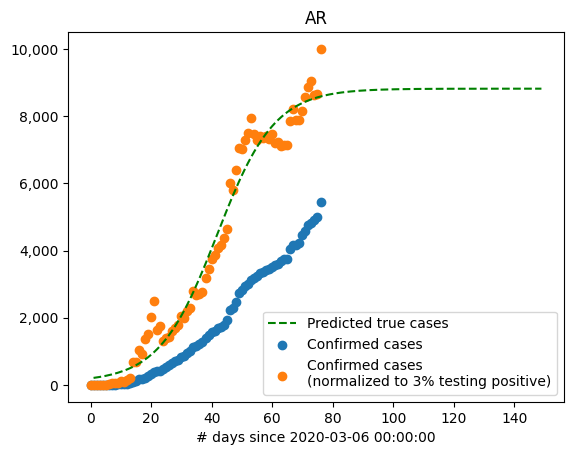 AR
10,000
8,000
6,000
4,000
2,000
0
Predicted true cases
Confirmed cases
Confirmed cases
(normalized to 3% testing positive)
0 20 40 60 80 100 120 140
# days since 2020-03-06 00:00:00